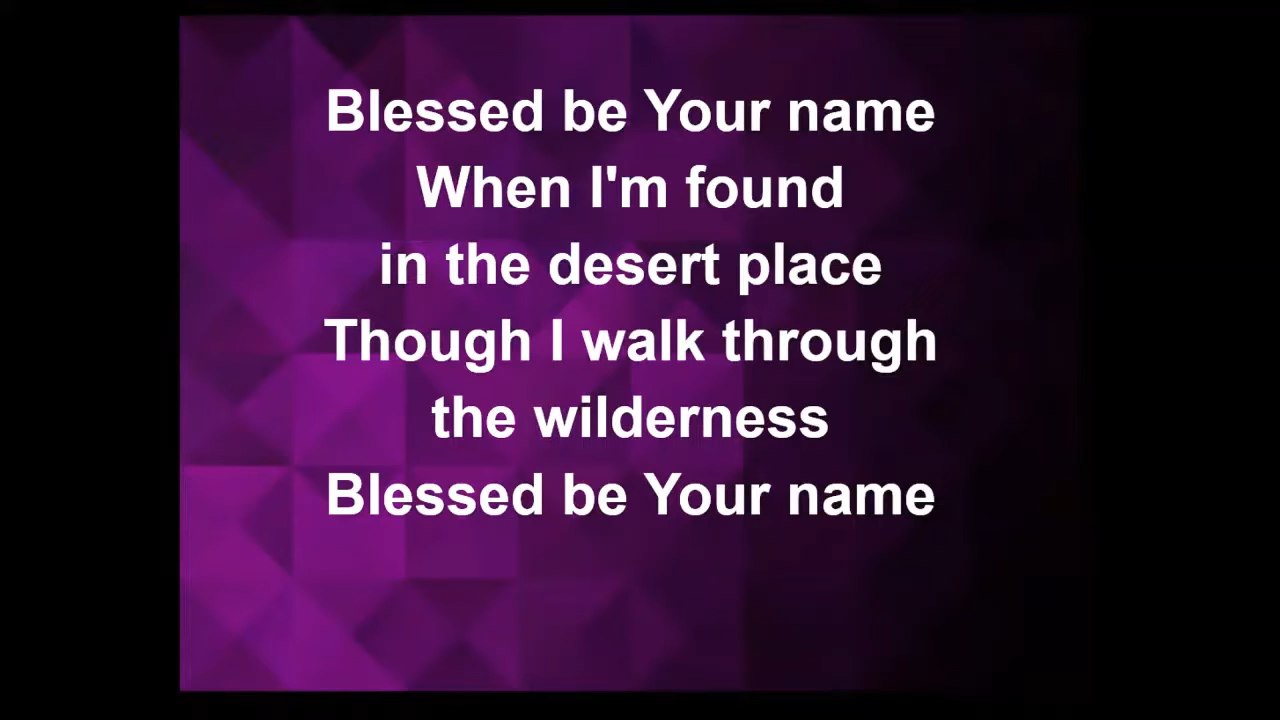 Blessed be Your name
When I'm found
in the desert place
Though I walk through
the wilderness
Blessed be Your name